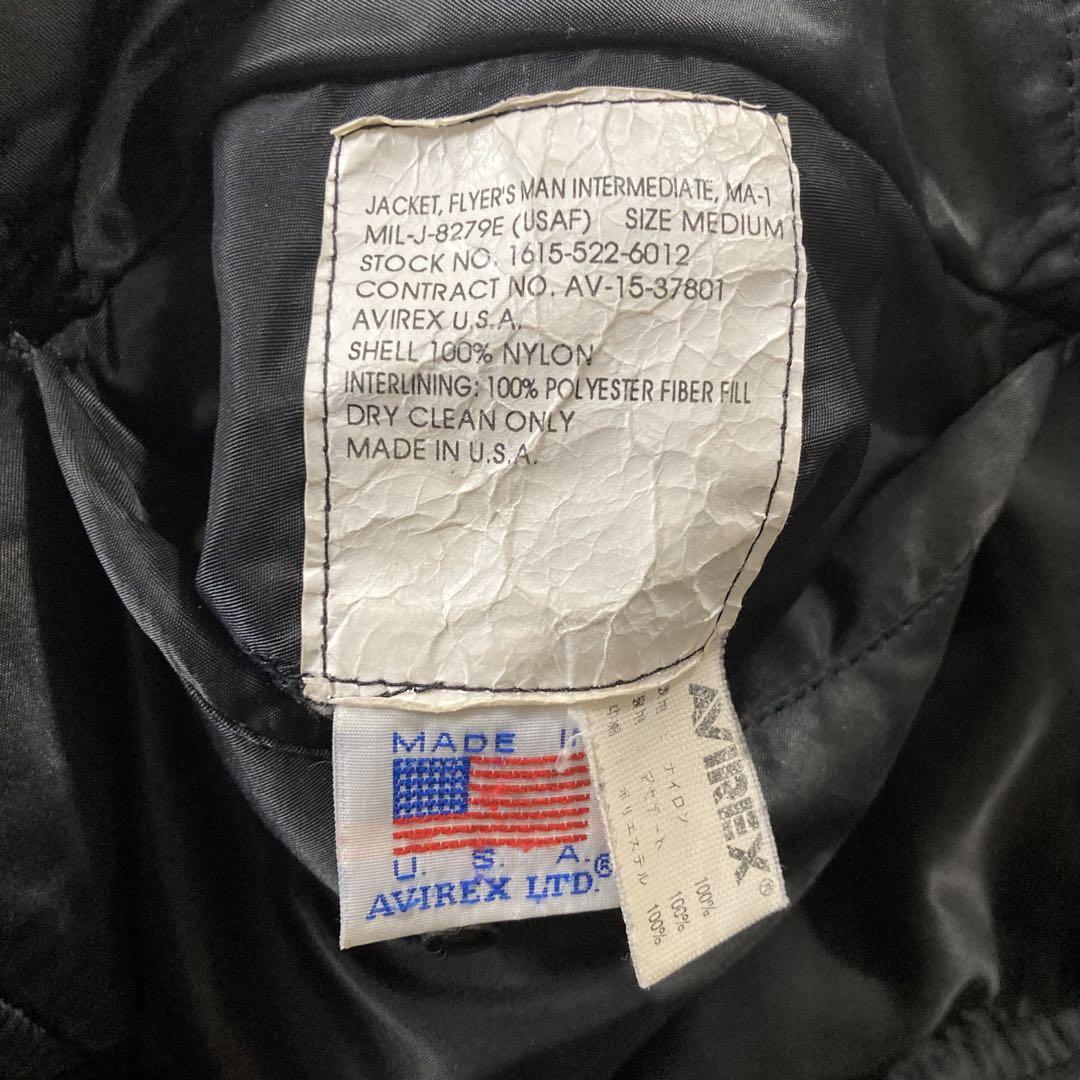 JACKET, FLYER'S MAN INTERMEDIATE, MA-1
MIL-J-8279E (USAF) SIZE MEDIUM
STOCK NO. 1615-522-6012
CONTRACT NO. AV-15-37801
AVIREX U.S.A.
SHELL 100% NYLON
INTERLINING: 100% POLYESTER FIBER FILL
DRY CLEAN ONLY
MADE IN U.S.A.
MADE IN
U. S. A.
AVIREX LTD.®
AVIREX®
ナイロン 100%
アセテート 100%
ポリエステル 100%